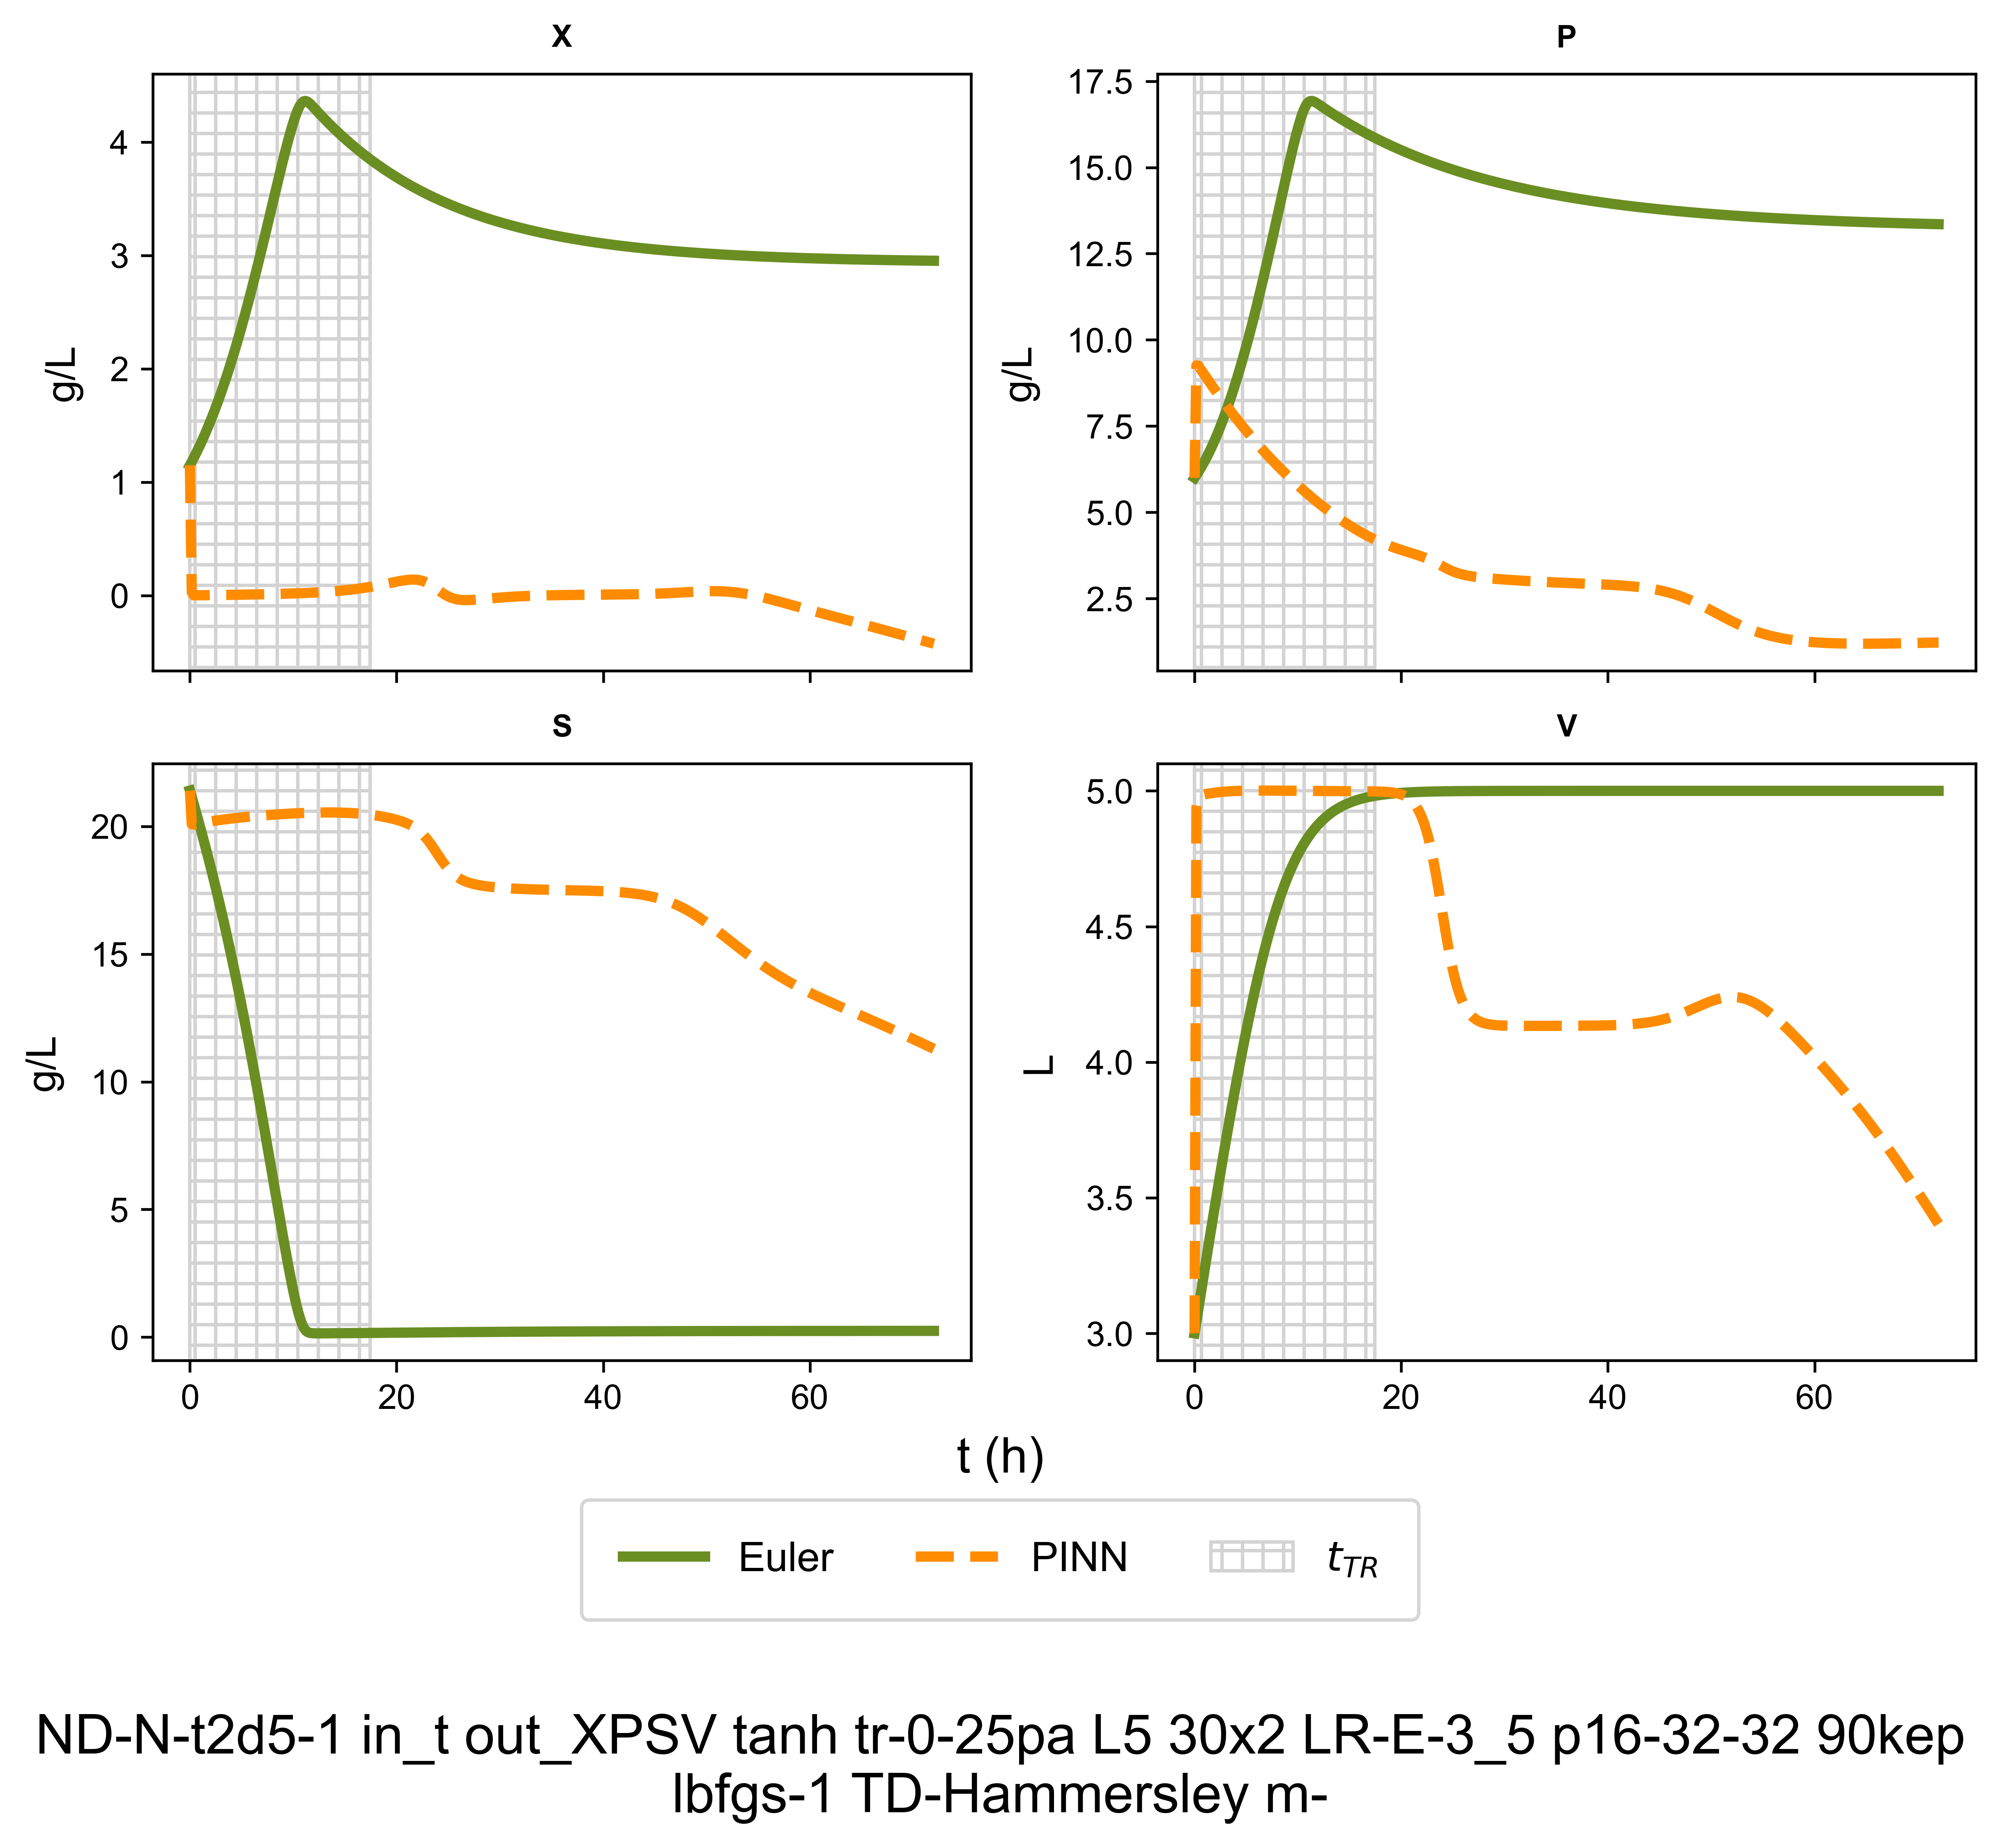 X
P
4
3
2
1
0
g/L
17.5
15.0
12.5
10.0
7.5
5.0
2.5
g/L
S
V
20
15
10
5
0
g/L
5.0
4.5
4.0
3.5
3.0
L
0 20 40 60
0 20 40 60
t (h)
Euler PINN tTR
ND-N-t2d5-1 in_t out_XPSV tanh tr-0-25pa L5 30x2 LR-E-3_5 p16-32-32 90kep
lbfgs-1 TD-Hammersley m-